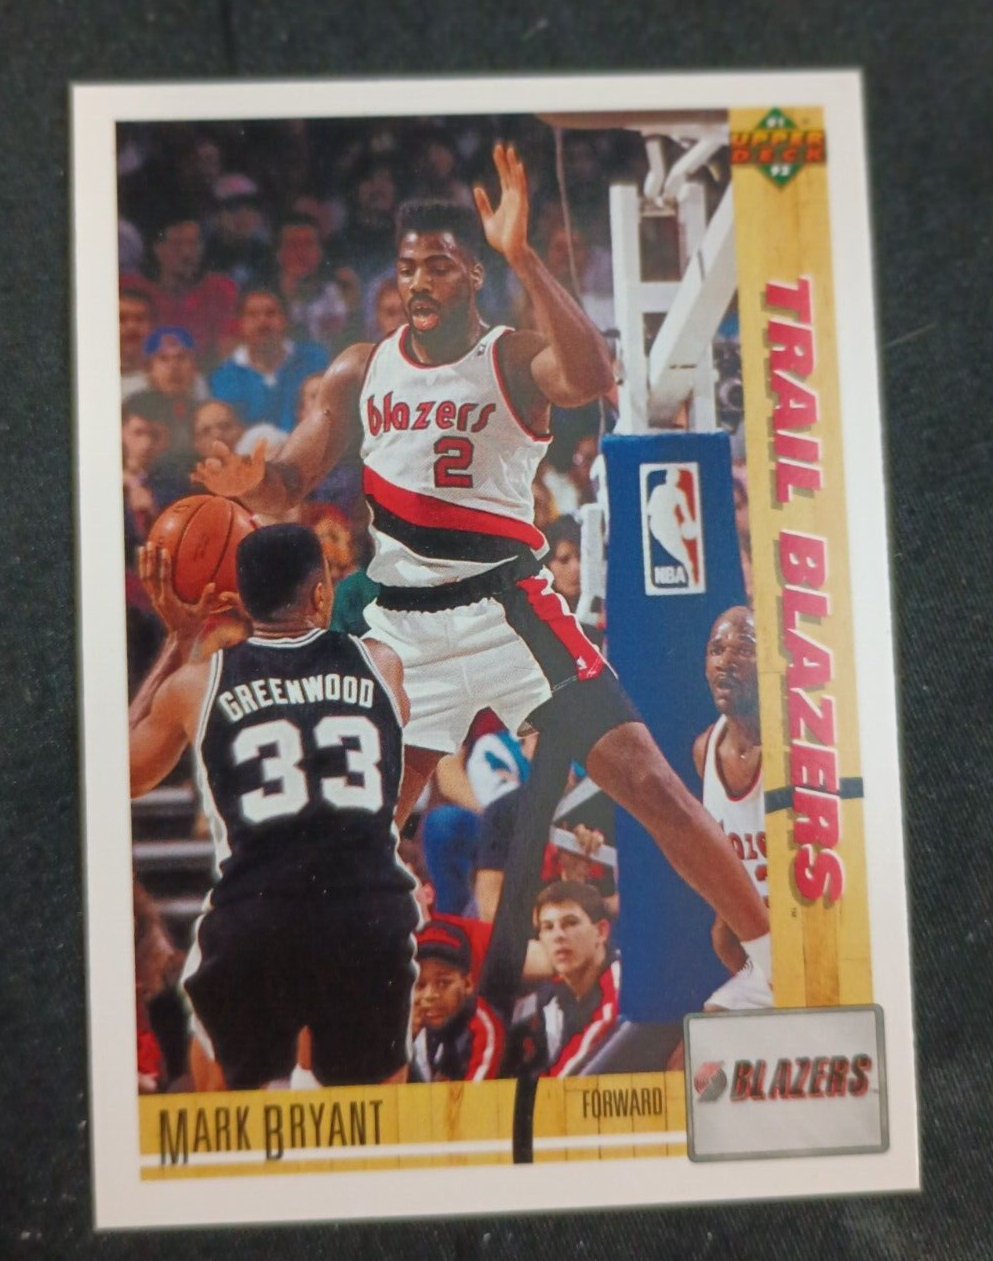 91
UPPER
DECK
92
TRAIL BLAZERS
blazers
2
NBA
GREENWOOD
33
MARK BRYANT
FORWARD
BLAZERS